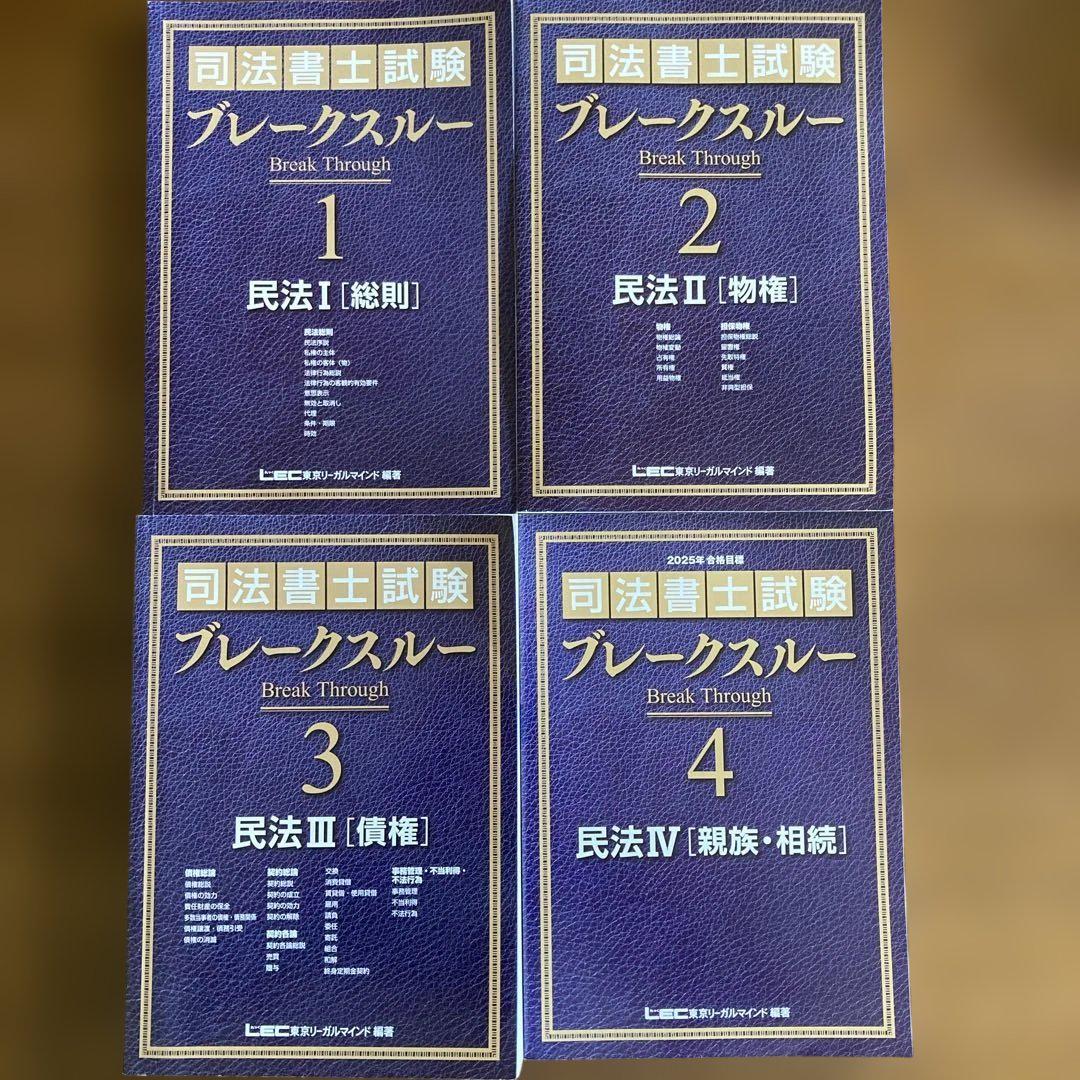 司法書士試験
ブレークスルー
Break Through
1
民法Ⅰ[総則]
民法総則
民法序説
私権の主体
私権の客体（物）
法律行為総説
法律行為の客観的有効要件
意思表示
無効と取消し
代理
条件・期限
時効
LEC東京リーガルマインド 編著
司法書士試験
ブレークスルー
Break Through
2
民法Ⅱ[物権]
物権
物権総論
物権変動
占有権
所有権
用益物権
担保物権
担保物権総説
留置権
先取特権
質権
抵当権
非典型担保
LEC東京リーガルマインド 編著
司法書士試験
ブレークスルー
Break Through
3
民法Ⅲ[債権]
債権総論
債権総説
債権の効力
責任財産の保全
多数当事者の債権・債務関係
債権譲渡・債務引受
債権の消滅
契約総論
契約総説
契約の成立
契約の効力
契約の解除
契約各論
契約各論総説
売買
贈与
交換
消費貸借
賃貸借・使用貸借
雇用
請負
委任
寄託
組合
和解
終身定期金契約
事務管理・不当利得・
不法行為
事務管理
不当利得
不法行為
LEC東京リーガルマインド 編著
2025年合格目標
司法書士試験
ブレークスルー
Break Through
4
民法Ⅳ[親族・相続]
LEC東京リーガルマインド 編著